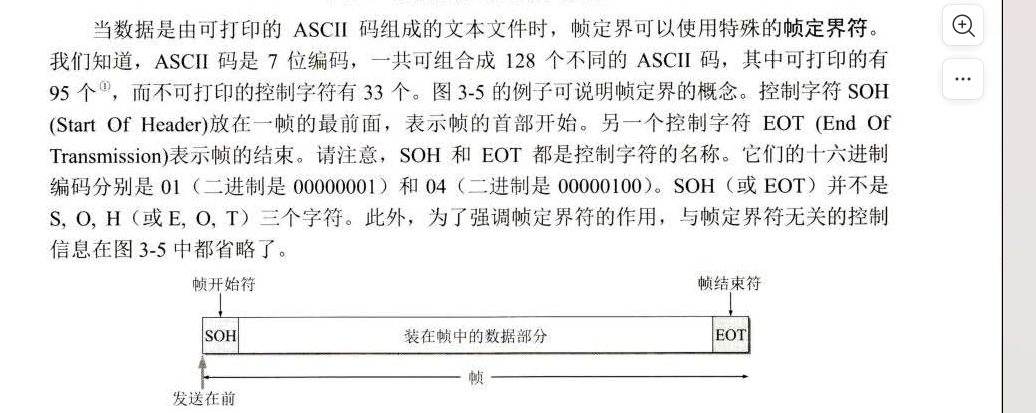 当数据是由可打印的 ASCII 码组成的文本文件时，帧定界可以使用特殊的帧定界符。
我们知道，ASCII 码是 7 位编码，一共可组合成 128 个不同的 ASCII 码，其中可打印的有
95 个①，而不可打印的控制字符有 33 个。图 3-5 的例子可说明帧定界的概念。控制字符 SOH
(Start Of Header)放在一帧的最前面，表示帧的首部开始。另一个控制字符 EOT (End Of
Transmission)表示帧的结束。请注意，SOH 和 EOT 都是控制字符的名称。它们的十六进制
编码分别是 01（二进制是 00000001）和 04（二进制是 00000100）。SOH（或 EOT）并不是
S, O, H（或 E, O, T）三个字符。此外，为了强调帧定界符的作用，与帧定界符无关的控制
信息在图 3-5 中都省略了。
帧开始符 帧结束符
SOH 装在帧中的数据部分 EOT
帧
发送在前